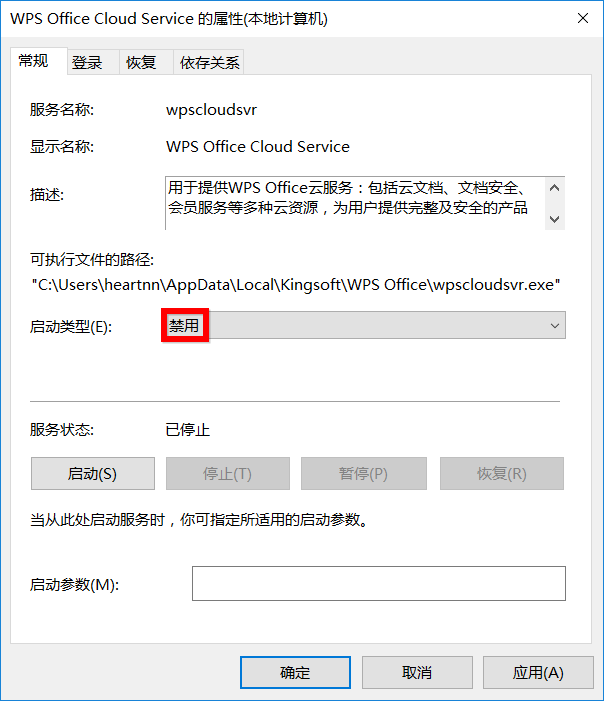 WPS Office Cloud Service 的属性(本地计算机)
常规 登录 恢复 依存关系
服务名称: wpscloudsvr
显示名称: WPS Office Cloud Service
描述: 用于提供WPS Office云服务：包括云文档、文档安全、
会员服务等多种云资源，为用户提供完整及安全的产品
可执行文件的路径:
"C:\Users\heartnn\AppData\Local\Kingsoft\WPS Office\wpscloudsvr.exe"
启动类型(E): 禁用
服务状态: 已停止
启动(S) 停止(T) 暂停(P) 恢复(R)
当从此处启动服务时，你可指定所适用的启动参数。
启动参数(M):
确定 取消 应用(A)